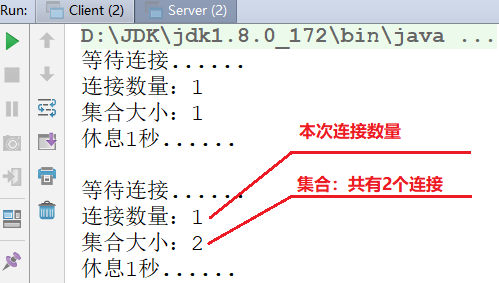 Run: Client (2) Server (2)
D:\JDK\jdk1.8.0_172\bin\java ...
等待连接......
连接数量：1
集合大小：1
休息1秒......
本次连接数量
等待连接......
集合：共有2个连接
连接数量：1
集合大小：2
休息1秒......